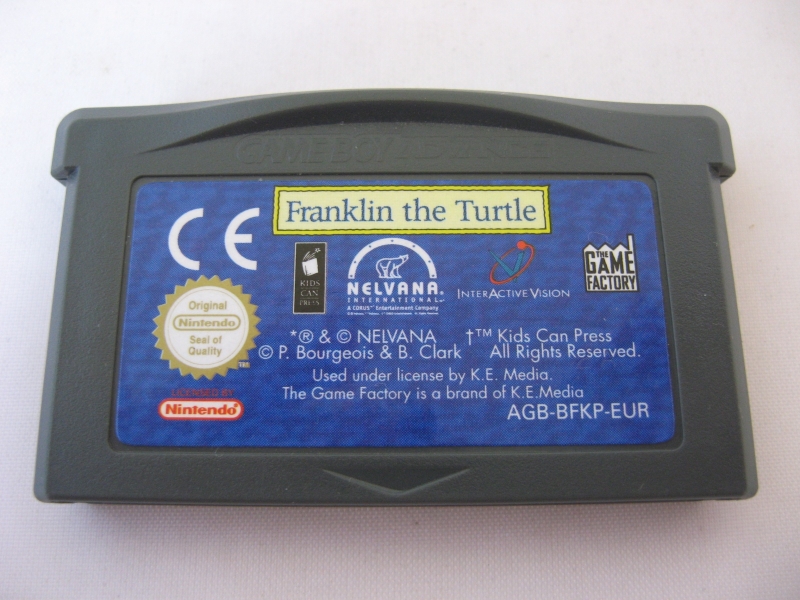 GAME BOY ADVANCE
Franklin the Turtle
CE
KIDS
CAN
PRESS
NELVANA
INTERNATIONAL
A CORUS™ Entertainment Company
INTERACTIVE VISION
THE
GAME
FACTORY
Original
Nintendo
Seal of
Quality
TM
LICENSED BY
Nintendo
*® & © NELVANA †™ Kids Can Press
© P. Bourgeois & B. Clark All Rights Reserved.
Used under license by K.E. Media.
The Game Factory is a brand of K.E.Media
AGB-BFKP-EUR